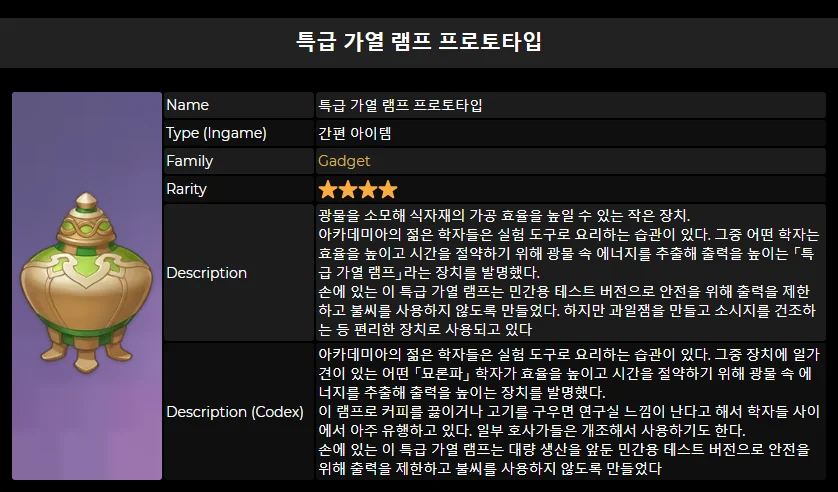 특급 가열 램프 프로토타입
Name
특급 가열 램프 프로토타입
Type (Ingame)
간편 아이템
Family
Gadget
Rarity
Description
광물을 소모해 식자재의 가공 효율을 높일 수 있는 작은 장치.
아카데미아의 젊은 학자들은 실험 도구로 요리하는 습관이 있다. 그중 어떤 학자는
효율을 높이고 시간을 절약하기 위해 광물 속 에너지를 추출해 출력을 높이는 「특
급 가열 램프」라는 장치를 발명했다.
손에 있는 이 특급 가열 램프는 민간용 테스트 버전으로 안전을 위해 출력을 제한
하고 불씨를 사용하지 않도록 만들었다. 하지만 과일잼을 만들고 소시지를 건조하
는 등 편리한 장치로 사용되고 있다
Description (Codex)
아카데미아의 젊은 학자들은 실험 도구로 요리하는 습관이 있다. 그중 장치에 일가
견이 있는 어떤 「묘론파」 학자가 효율을 높이고 시간을 절약하기 위해 광물 속 에
너지를 추출해 출력을 높이는 장치를 발명했다.
이 램프로 커피를 끓이거나 고기를 구우면 연구실 느낌이 난다고 해서 학자들 사이
에서 아주 유행하고 있다. 일부 호사가들은 개조해서 사용하기도 한다.
손에 있는 이 특급 가열 램프는 대량 생산을 앞둔 민간용 테스트 버전으로 안전을
위해 출력을 제한하고 불씨를 사용하지 않도록 만들었다